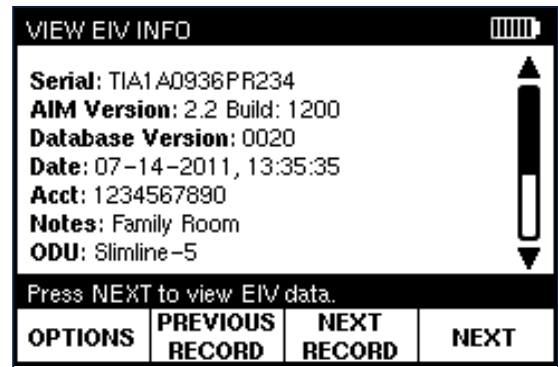 VIEW EIV INFO
Serial: TIA1A0936PR234
AIM Version: 2.2 Build: 1200
Database Version: 0020
Date: 07-14-2011, 13:35:35
Acct: 1234567890
Notes: Family Room
ODU: Slimline-5
Press NEXT to view EIV data.
OPTIONS
PREVIOUS RECORD
NEXT RECORD
NEXT